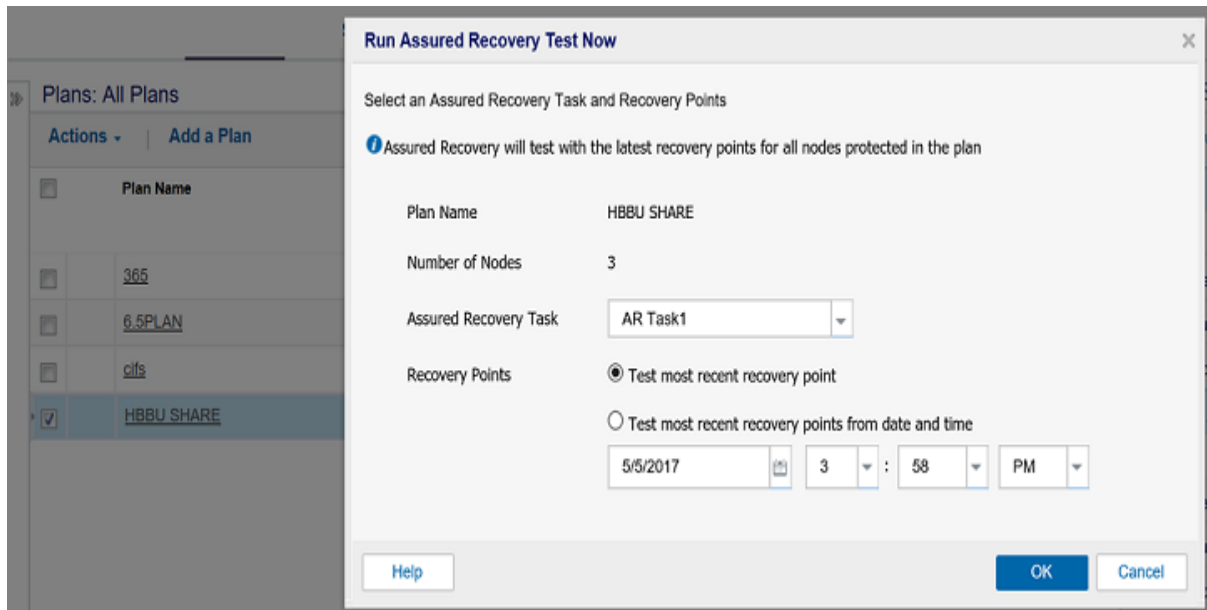 Run Assured Recovery Test Now
Plans: All Plans
Actions
Add a Plan
Plan Name
365
6.5PLAN
cifs
HBBU SHARE
Select an Assured Recovery Task and Recovery Points
Assured Recovery will test with the latest recovery points for all nodes protected in the plan
Plan Name HBBU SHARE
Number of Nodes 3
Assured Recovery Task AR Task1
Recovery Points Test most recent recovery point
Test most recent recovery points from date and time
5/5/2017 3 : 58 PM
Help OK Cancel